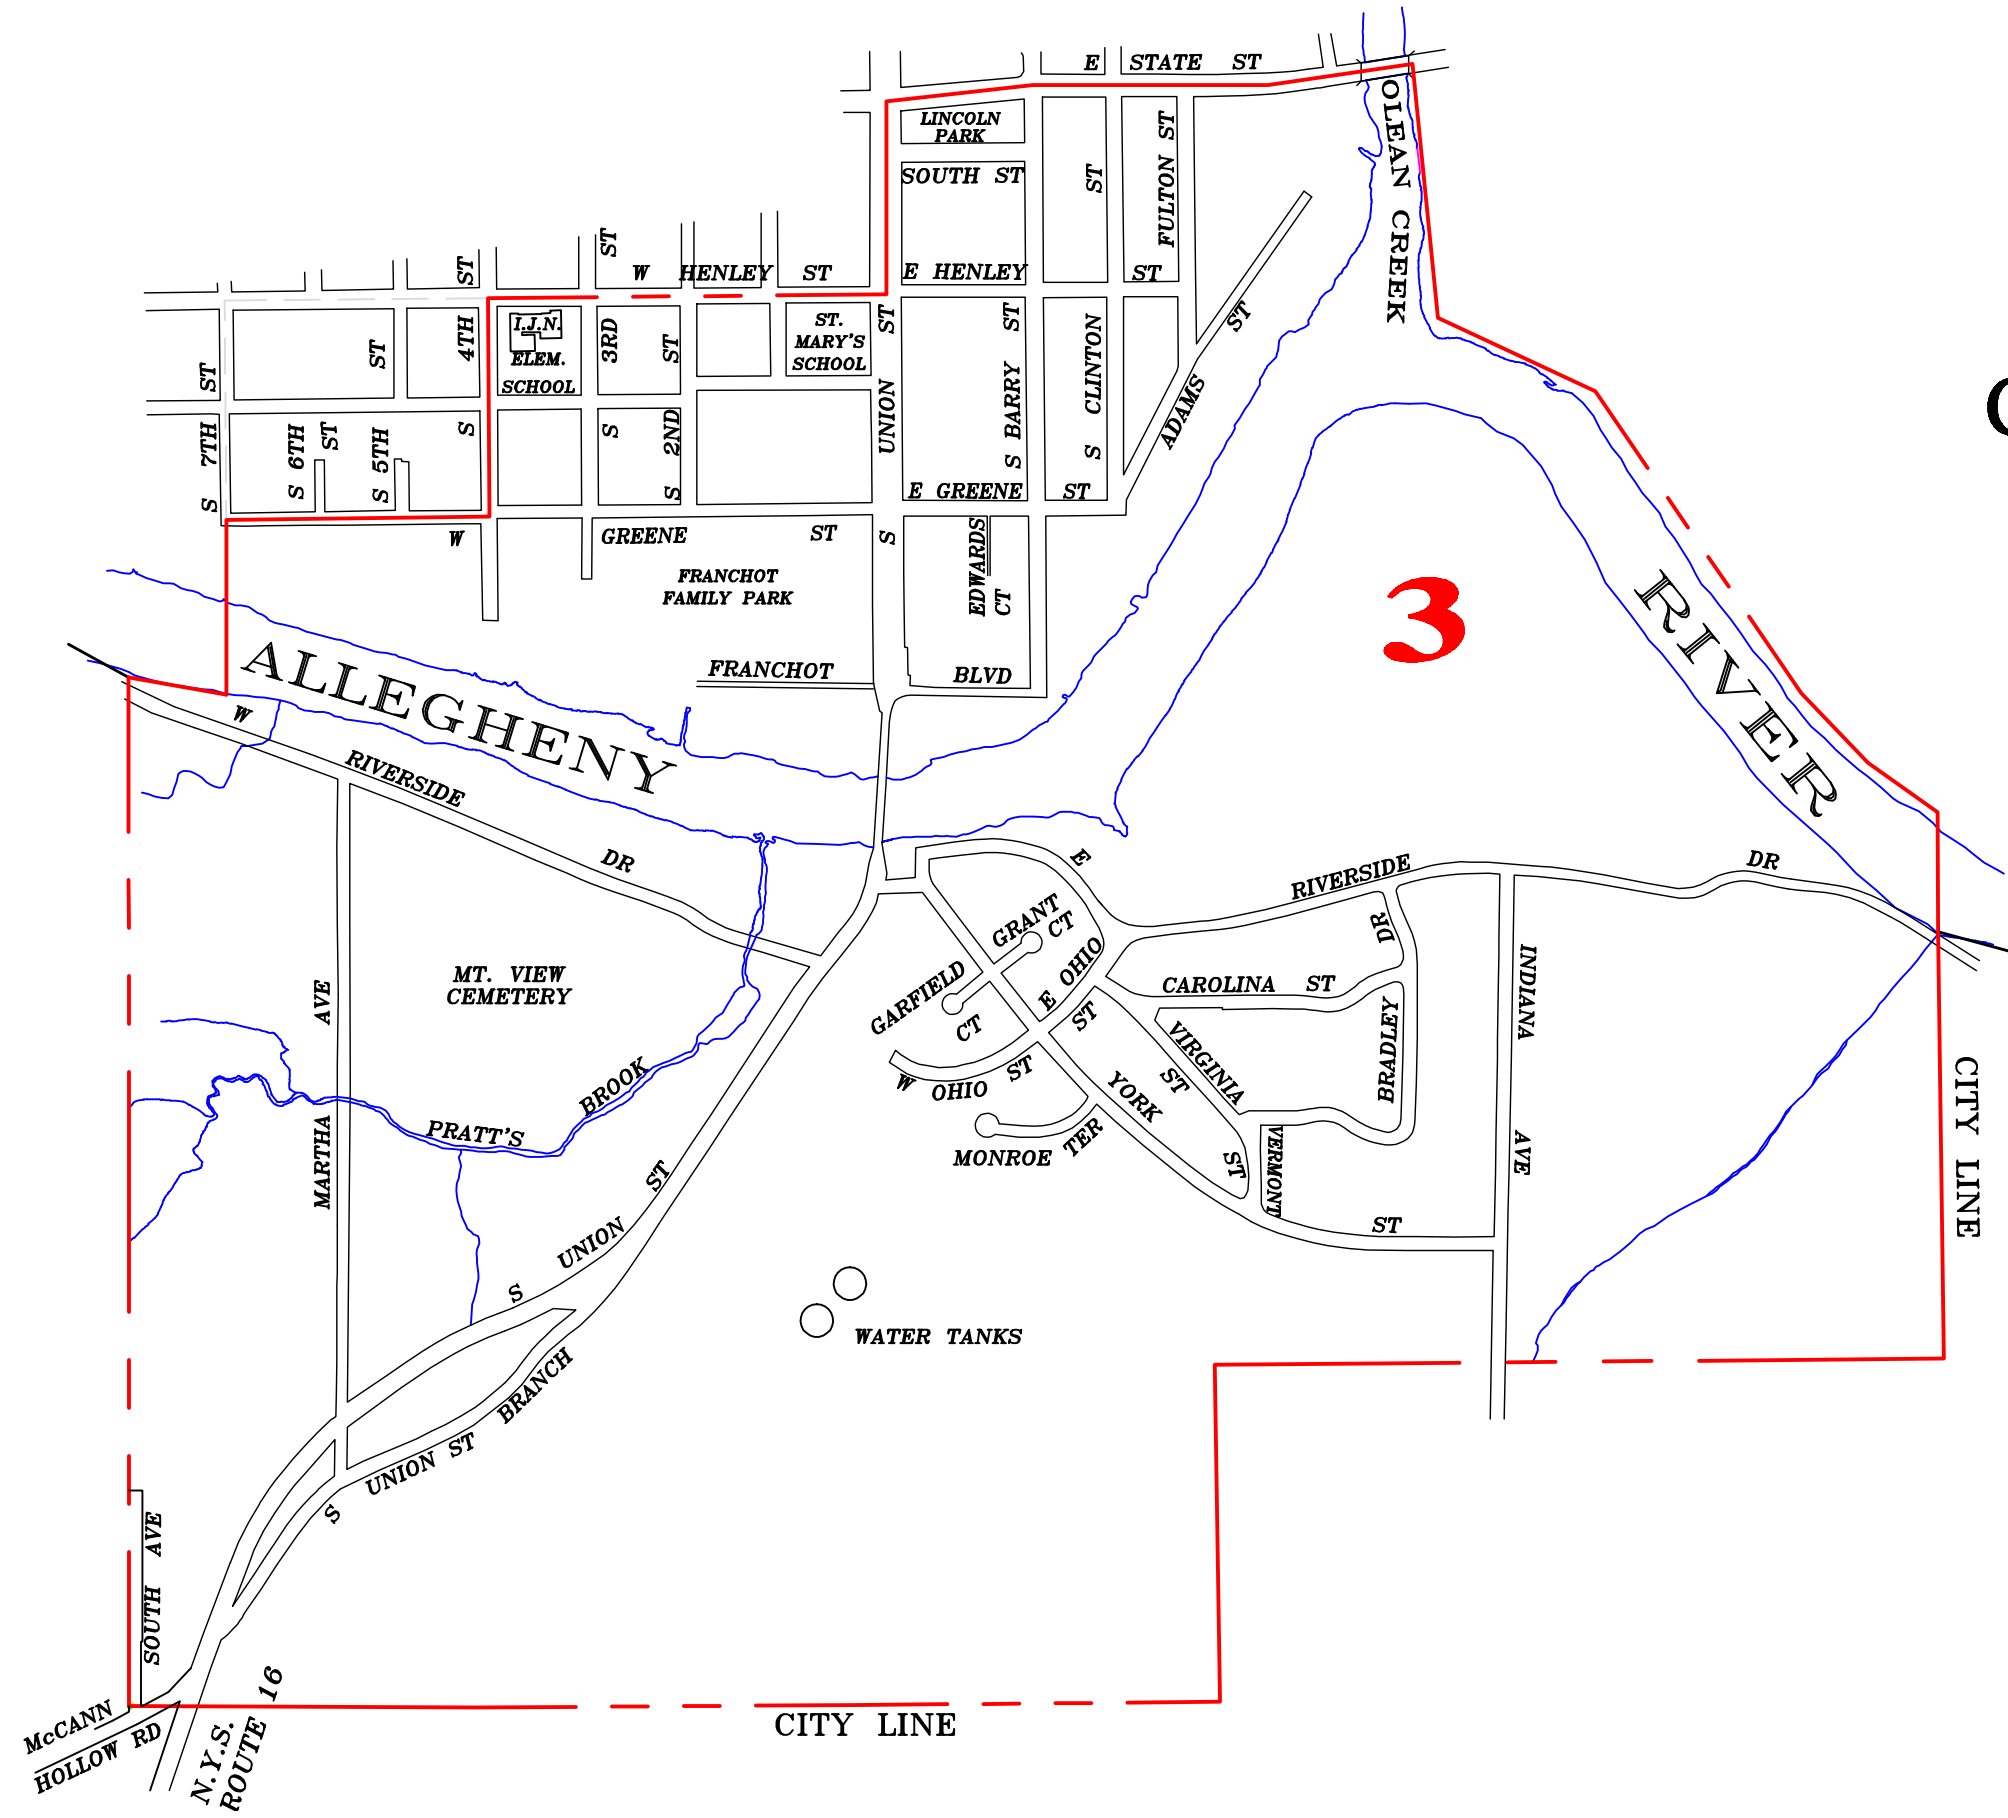 E STATE ST
OLEAN CREEK
LINCOLN
PARK
SOUTH ST
ST
FULTON ST
ST
ST
W HENLEY ST
E HENLEY ST
I.J.N.
ELEM.
SCHOOL
ST.
MARY'S
SCHOOL
ST
S 7TH
S 6TH
ST
ST
S 5TH
4TH
S
3RD
S
ST
S 2ND
ST
UNION
S
S BARRY ST
S CLINTON
ADAMS
ST
E GREENE ST
W GREENE ST
EDWARDS
CT
FRANCHOT
FAMILY PARK
FRANCHOT BLVD
3
ALLEGHENY
RIVER
W RIVERSIDE DR
E RIVERSIDE DR
GRANT
CT
GARFIELD
CT
E OHIO
ST
W OHIO ST
DR
BRADLEY
CAROLINA ST
VIRGINIA
ST
YORK
ST
ST
VERMONT
MONROE TER
INDIANA
AVE
MT. VIEW
CEMETERY
MARTHA AVE
PRATT'S BROOK
S UNION ST
S UNION ST BRANCH
WATER TANKS
CITY LINE
SOUTH AVE
McCANN
HOLLOW RD
N.Y.S.
ROUTE 16
CITY LINE